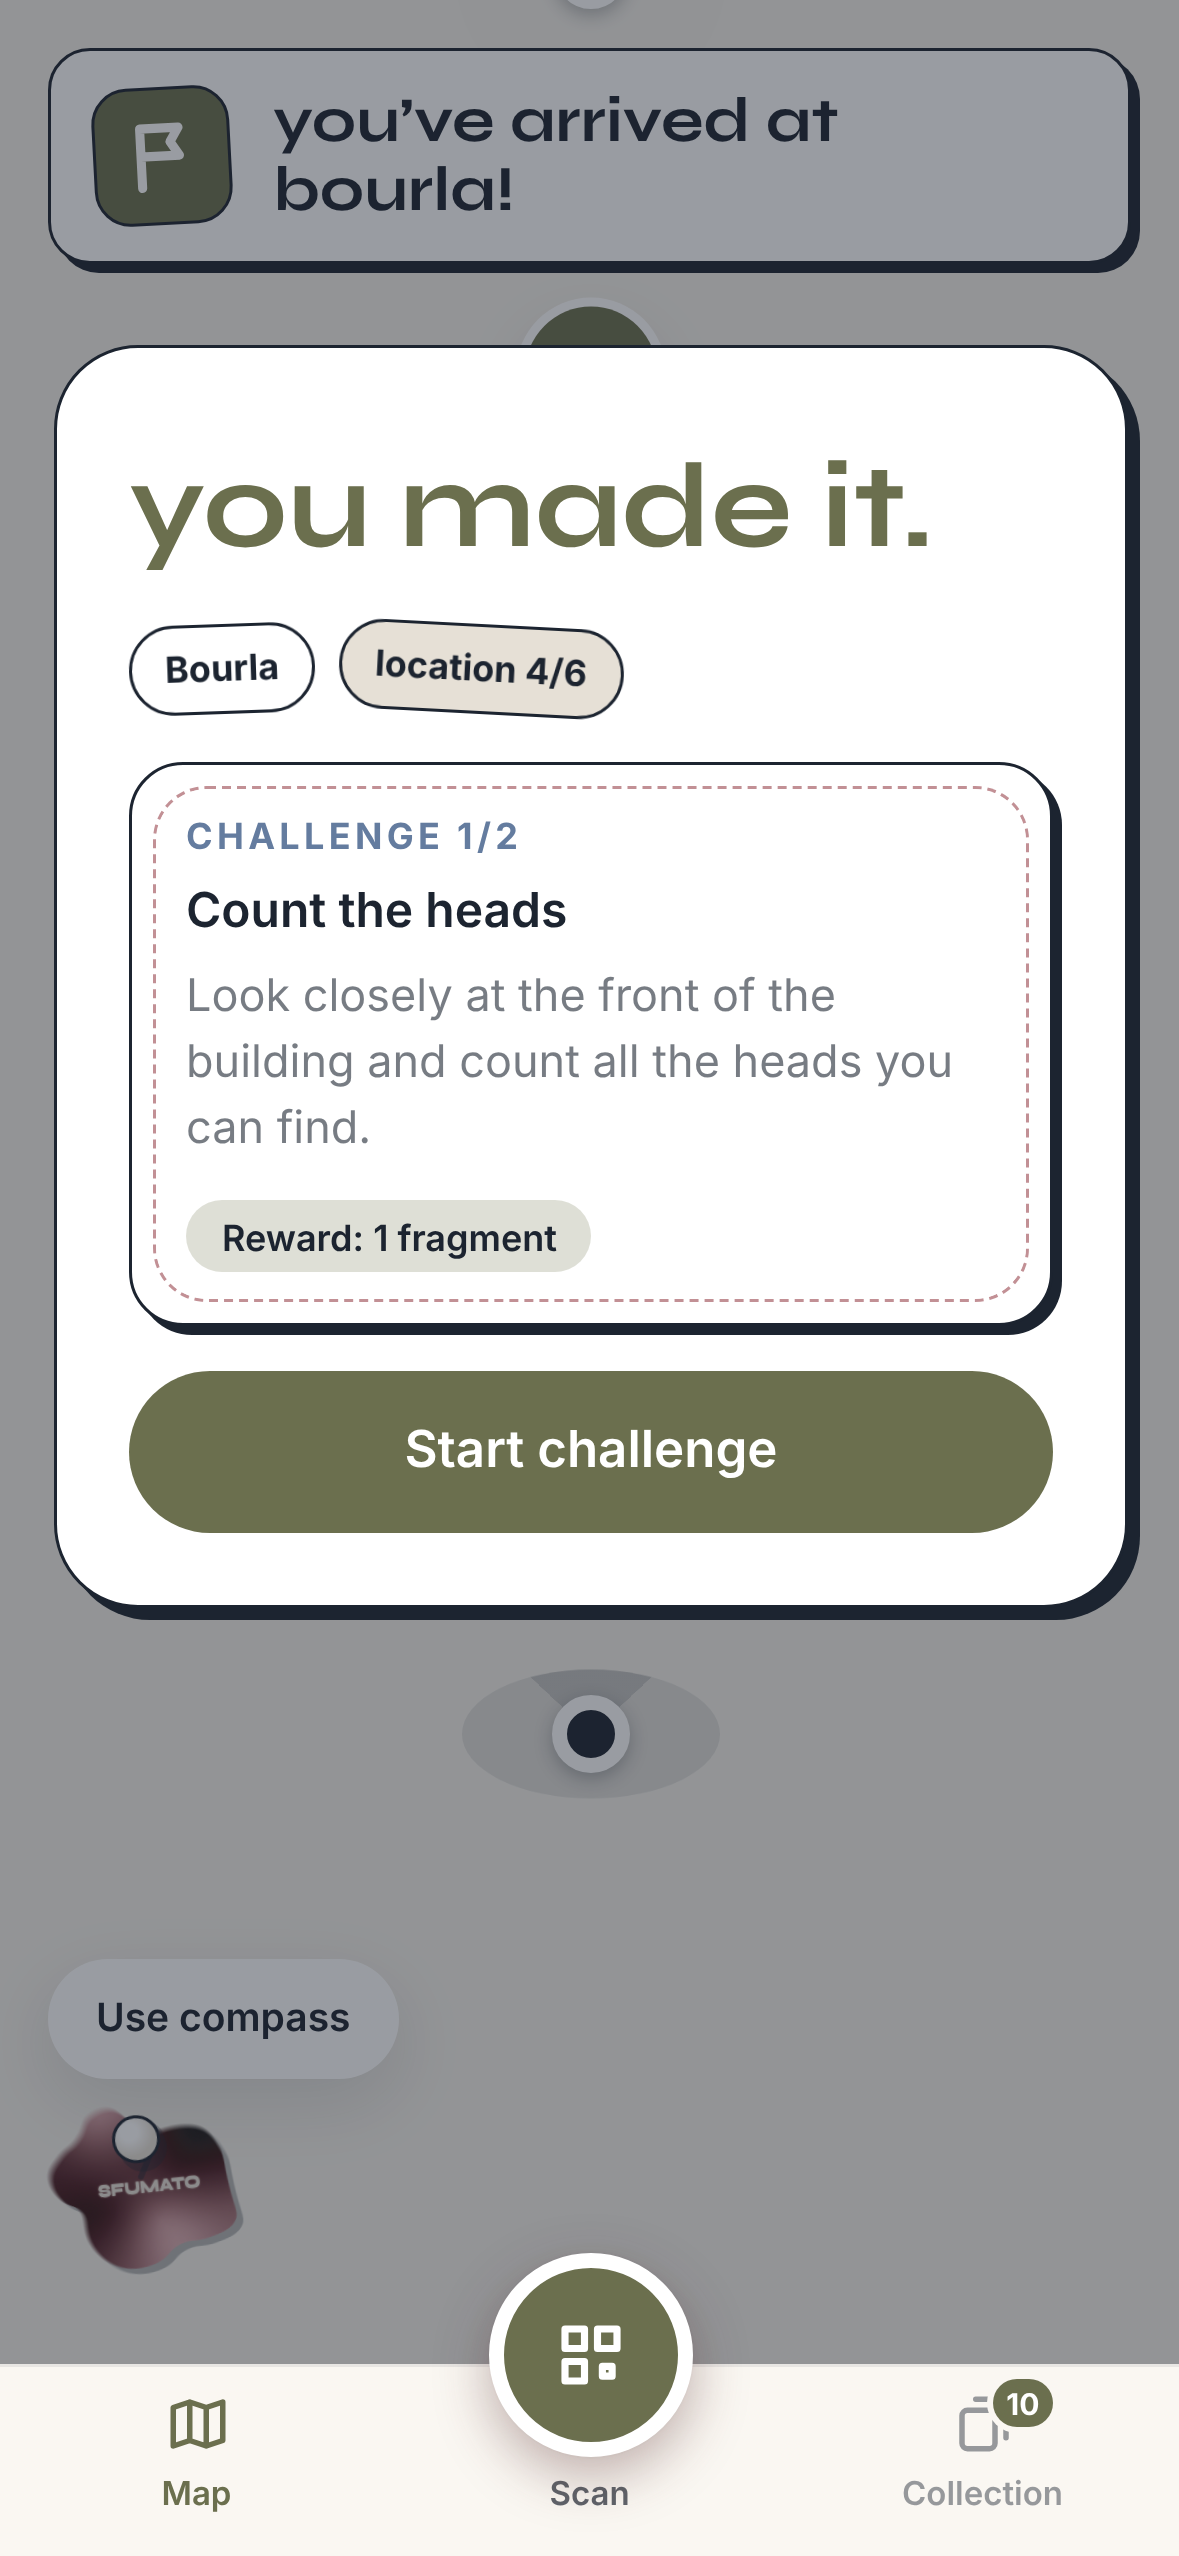 you’ve arrived at
bourla!
you made it.
Bourla
location 4/6
CHALLENGE 1/2
Count the heads
Look closely at the front of the
building and count all the heads you
can find.
Reward: 1 fragment
Start challenge
Use compass
SFUMATO
10
Map
Scan
Collection